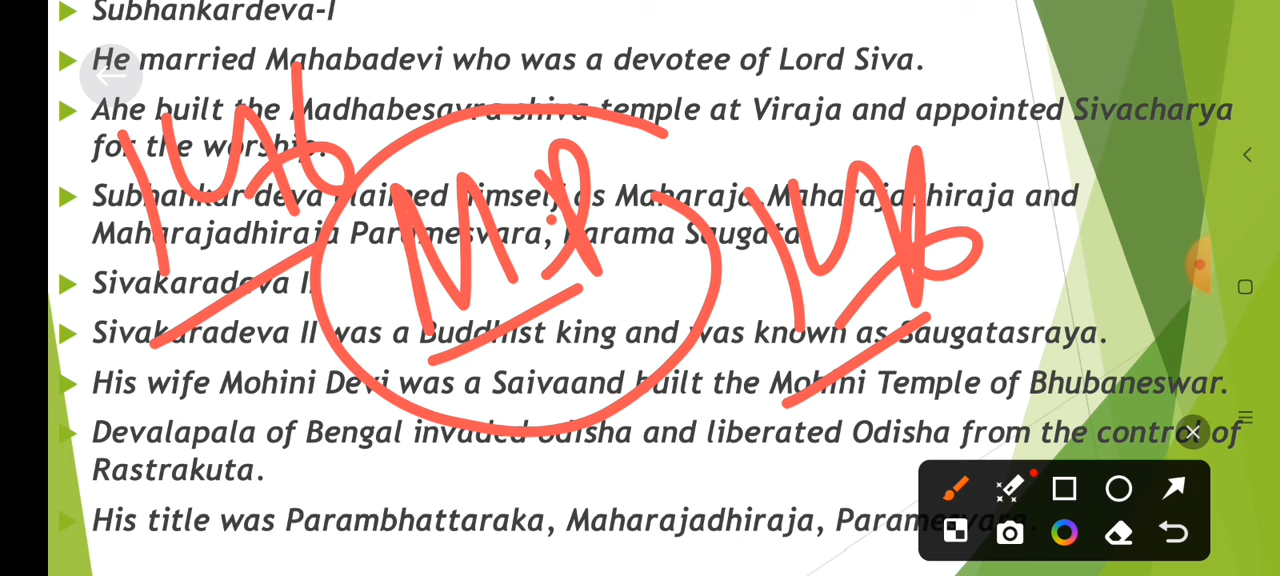 Subhankardeva-I
He married Mahabadevi who was a devotee of Lord Siva.
Ahe built the Madhabesavra shiva temple at Viraja and appointed Sivacharya
for the worship.
Subhankar deva claimed himself as Maharaja Maharajadhiraja and
Maharajadhiraja Paramesvara, Parama Saugata
Sivakaradeva II
Sivakaradeva II was a Buddhist king and was known as Saugatasraya.
His wife Mohini Devi was a Saivaand built the Mohini Temple of Bhubaneswar.
Devalapala of Bengal invaded Odisha and liberated Odisha from the control of
Rastrakuta.
His title was Parambhattaraka, Maharajadhiraja, Paramesvara.